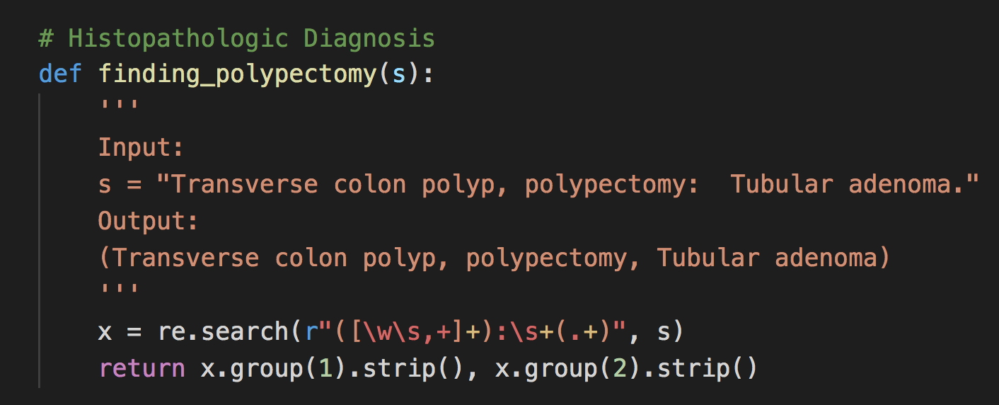 # Histopathologic Diagnosis
def finding_polypectomy(s):
    '''
    Input:
    s = "Transverse colon polyp, polypectomy:  Tubular adenoma."
    Output:
    (Transverse colon polyp, polypectomy, Tubular adenoma)
    '''
    x = re.search(r"([\w\s,+]+):\s+(.+)", s)
    return x.group(1).strip(), x.group(2).strip()